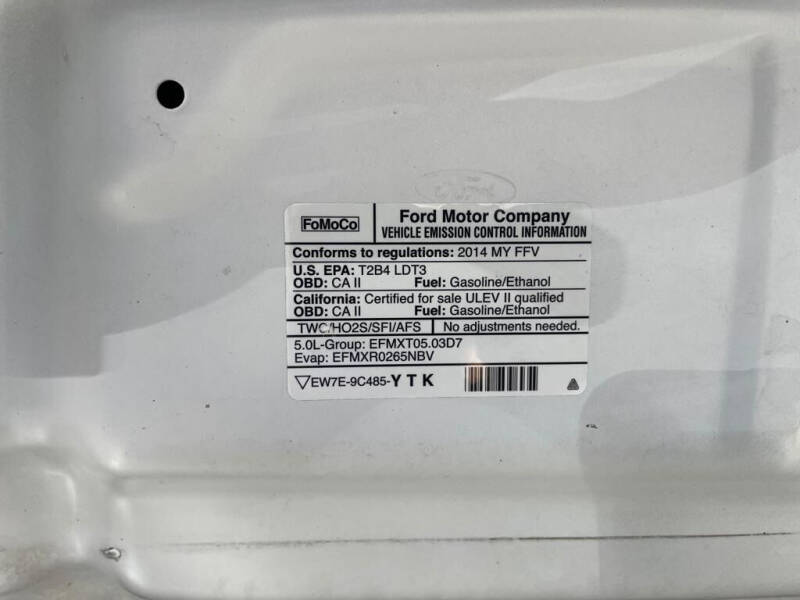 Ford
FoMoCo
Ford Motor Company
VEHICLE EMISSION CONTROL INFORMATION
Conforms to regulations: 2014 MY FFV
U.S. EPA: T2B4 LDT3
OBD: CA II Fuel: Gasoline/Ethanol
California: Certified for sale ULEV II qualified
OBD: CA II Fuel: Gasoline/Ethanol
TWC/HO2S/SFI/AFS No adjustments needed.
5.0L-Group: EFMXT05.03D7
Evap: EFMXR0265NBV
EW7E-9C485-Y T K